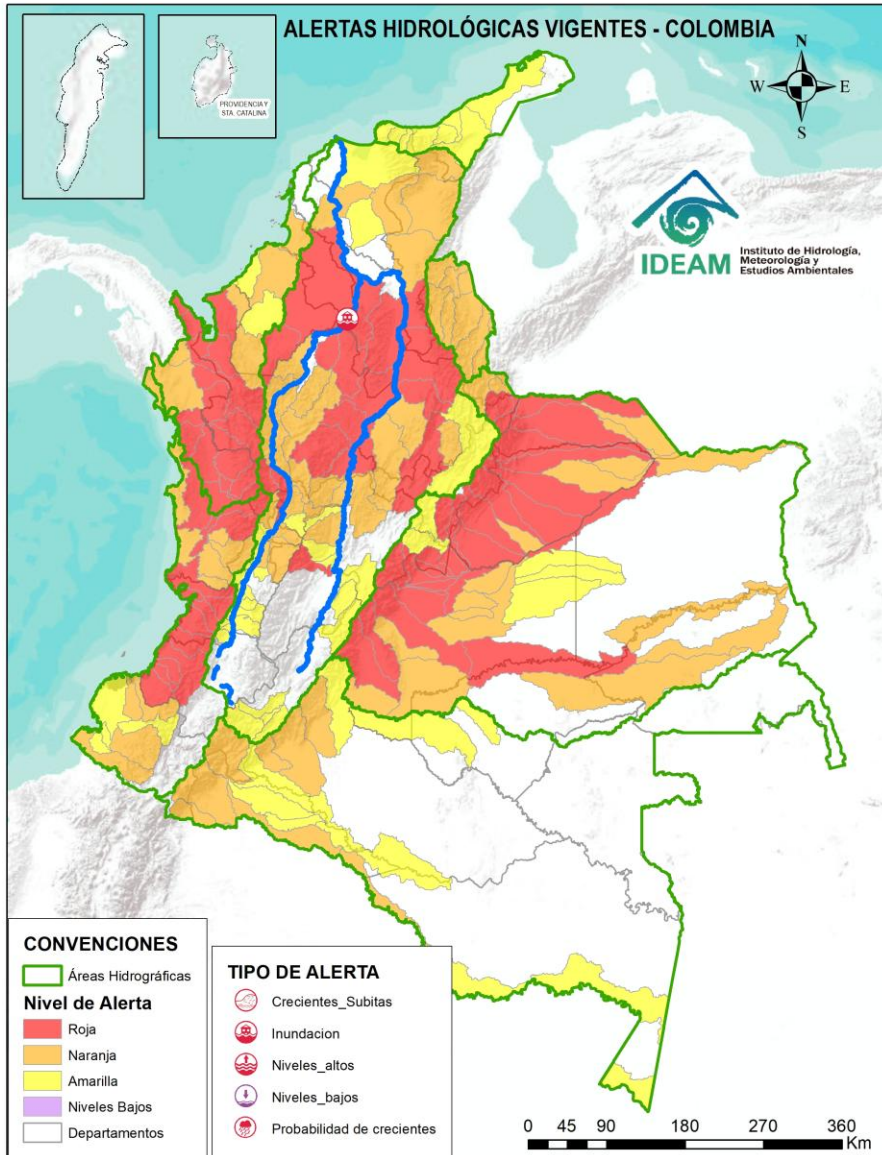 ALERTAS HIDROLÓGICAS VIGENTES - COLOMBIA
PROVIDENCIA Y
STA. CATALINA
N
W
E
S
IDEAM
Instituto de Hidrología,
Meteorología y
Estudios Ambientales
CONVENCIONES
Áreas Hidrográficas
Nivel de Alerta
Roja
Naranja
Amarilla
Niveles Bajos
Departamentos
TIPO DE ALERTA
Crecientes_Subitas
Inundacion
Niveles_altos
Niveles_bajos
Probabilidad de crecientes
0 45 90 180 270 360
Km